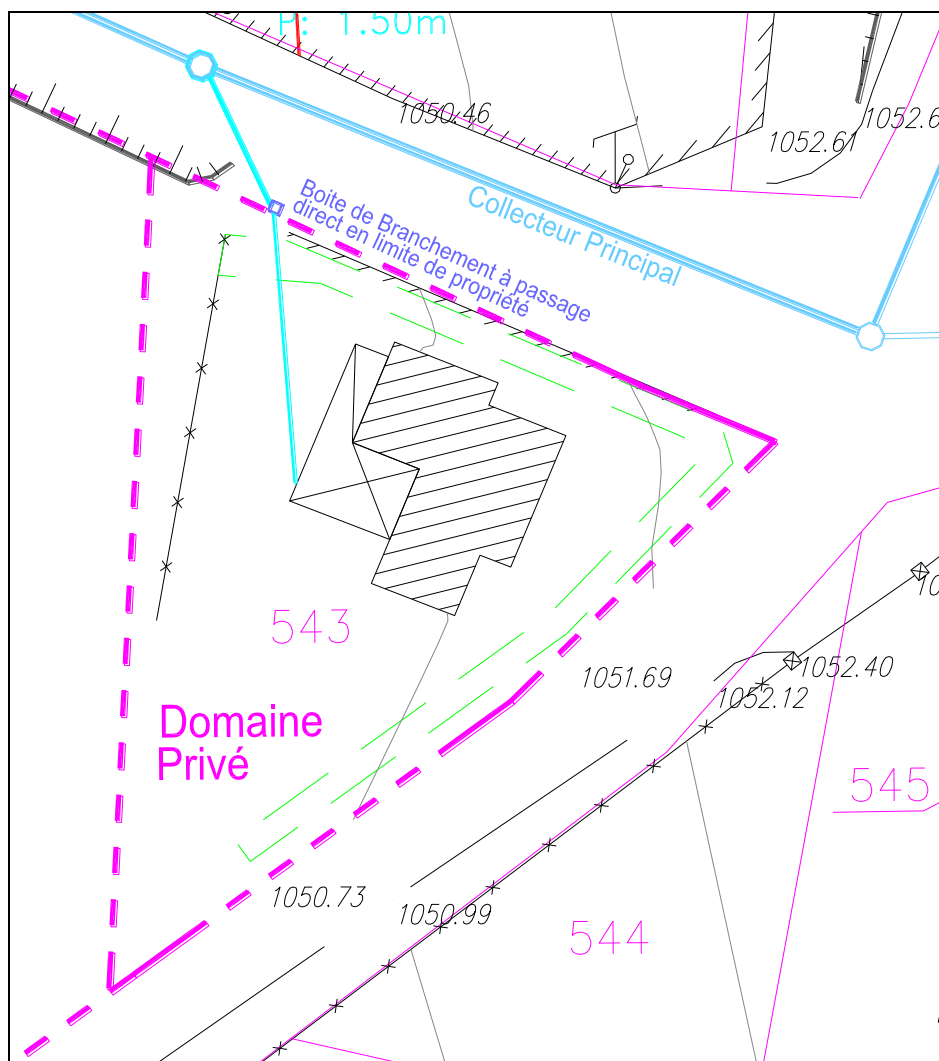 P: 1.50m
1050.46
1052.61
1052.6
Boite de Branchement à passage
direct en limite de propriété
Collecteur Principal
543
1051.69
1052.40
1052.12
10
Domaine
Privé
545
1050.73
1050.99
544